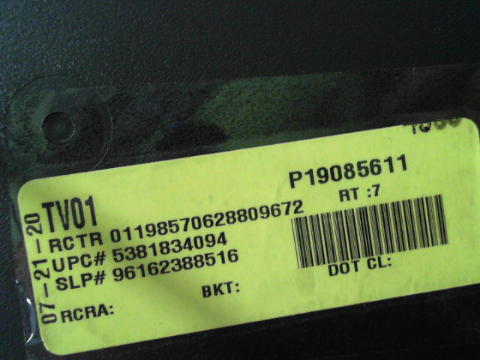 P19085611
RT :7
07-21-20
TV01
RCTR 01198570628809672
UPC# 5381834094
SLP# 96162388516
RCRA:
BKT:
DOT CL: